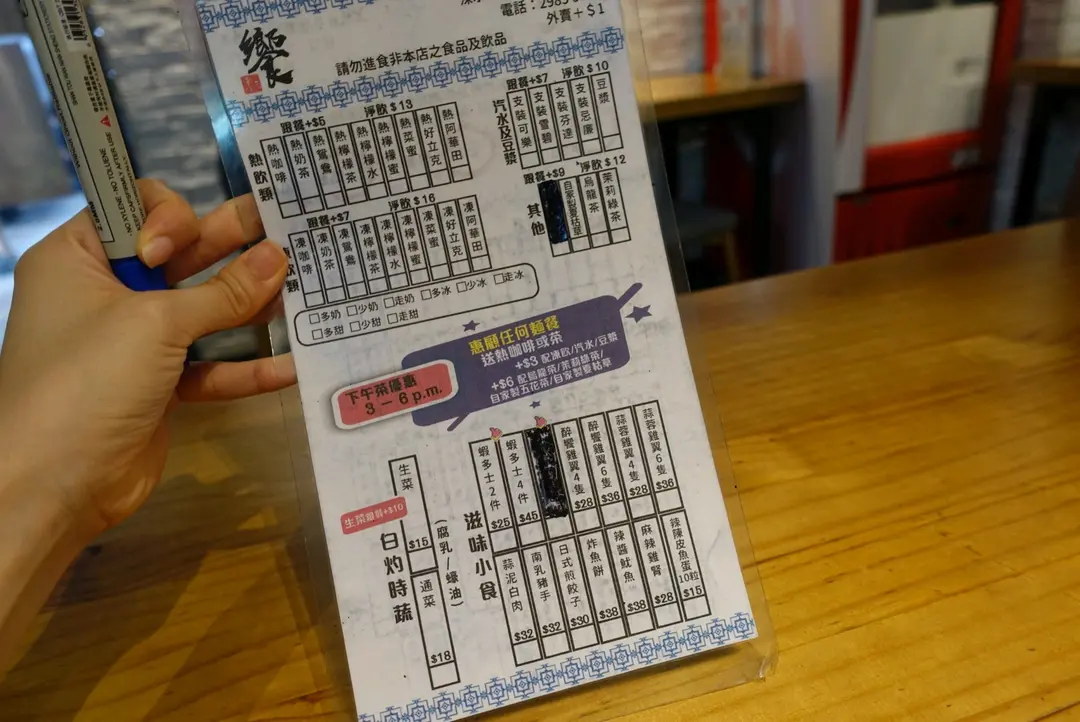 電話：2985
外賣＋$1
饗
請勿進食非本店之食品及飲品
熱飲類
跟餐+$5 淨飲$13
熱咖啡
熱奶茶
熱鴛鴦
熱檸檬茶
熱檸檬水
熱檸檬蜜
熱菜蜜
熱好立克
熱阿華田
汽水及豆漿
跟餐+$7 淨飲$10
支裝可樂
支裝雪碧
支裝芬達
支裝忌廉
豆漿
飲類
跟餐+$7 淨飲$16
凍咖啡
凍奶茶
凍鴛鴦
凍檸檬茶
凍檸檬水
凍檸檬蜜
凍菜蜜
凍好立克
凍阿華田
其他
跟餐+$9 淨飲$12
自家製夏枯草
烏龍茶
茉莉綠茶
□多奶 □少奶 □走奶 □多冰 □少冰 □走冰
□多甜 □少甜 □走甜
下午茶優惠
3 － 6 p.m.
惠顧任何麵餐
送熱咖啡或茶
+$3 配凍飲/汽水/豆漿
+$6 配烏龍茶/茉莉綠茶/
自家製五花茶/自家製夏枯草
生菜跟餐+$10
白灼時蔬
(腐乳/蠔油)
生菜 $15
通菜 $18
滋味小食
蝦多士2件 $25
蝦多士4件 $45
醉饗雞翼4隻 $28
醉饗雞翼6隻 $36
蒜蓉雞翼4隻 $28
蒜蓉雞翼6隻 $36
蒜泥白肉 $32
南乳豬手 $32
日式煎餃子 $30
炸魚餅 $38
辣醬魷魚 $38
麻辣雞腎 $28
辣陳皮魚蛋10粒 $15